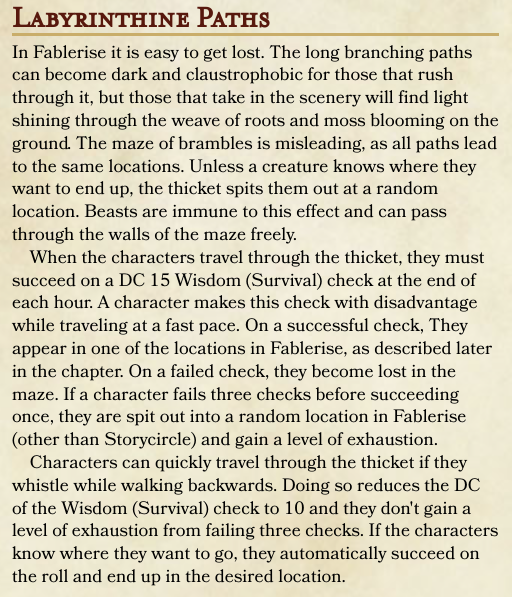 Labyrinthine Paths
In Fablerise it is easy to get lost. The long branching paths
can become dark and claustrophobic for those that rush
through it, but those that take in the scenery will find light
shining through the weave of roots and moss blooming on the
ground. The maze of brambles is misleading, as all paths lead
to the same locations. Unless a creature knows where they
want to end up, the thicket spits them out at a random
location. Beasts are immune to this effect and can pass
through the walls of the maze freely.
When the characters travel through the thicket, they must
succeed on a DC 15 Wisdom (Survival) check at the end of
each hour. A character makes this check with disadvantage
while traveling at a fast pace. On a successful check, They
appear in one of the locations in Fablerise, as described later
in the chapter. On a failed check, they become lost in the
maze. If a character fails three checks before succeeding
once, they are spit out into a random location in Fablerise
(other than Storycircle) and gain a level of exhaustion.
Characters can quickly travel through the thicket if they
whistle while walking backwards. Doing so reduces the DC
of the Wisdom (Survival) check to 10 and they don't gain a
level of exhaustion from failing three checks. If the characters
know where they want to go, they automatically succeed on
the roll and end up in the desired location.